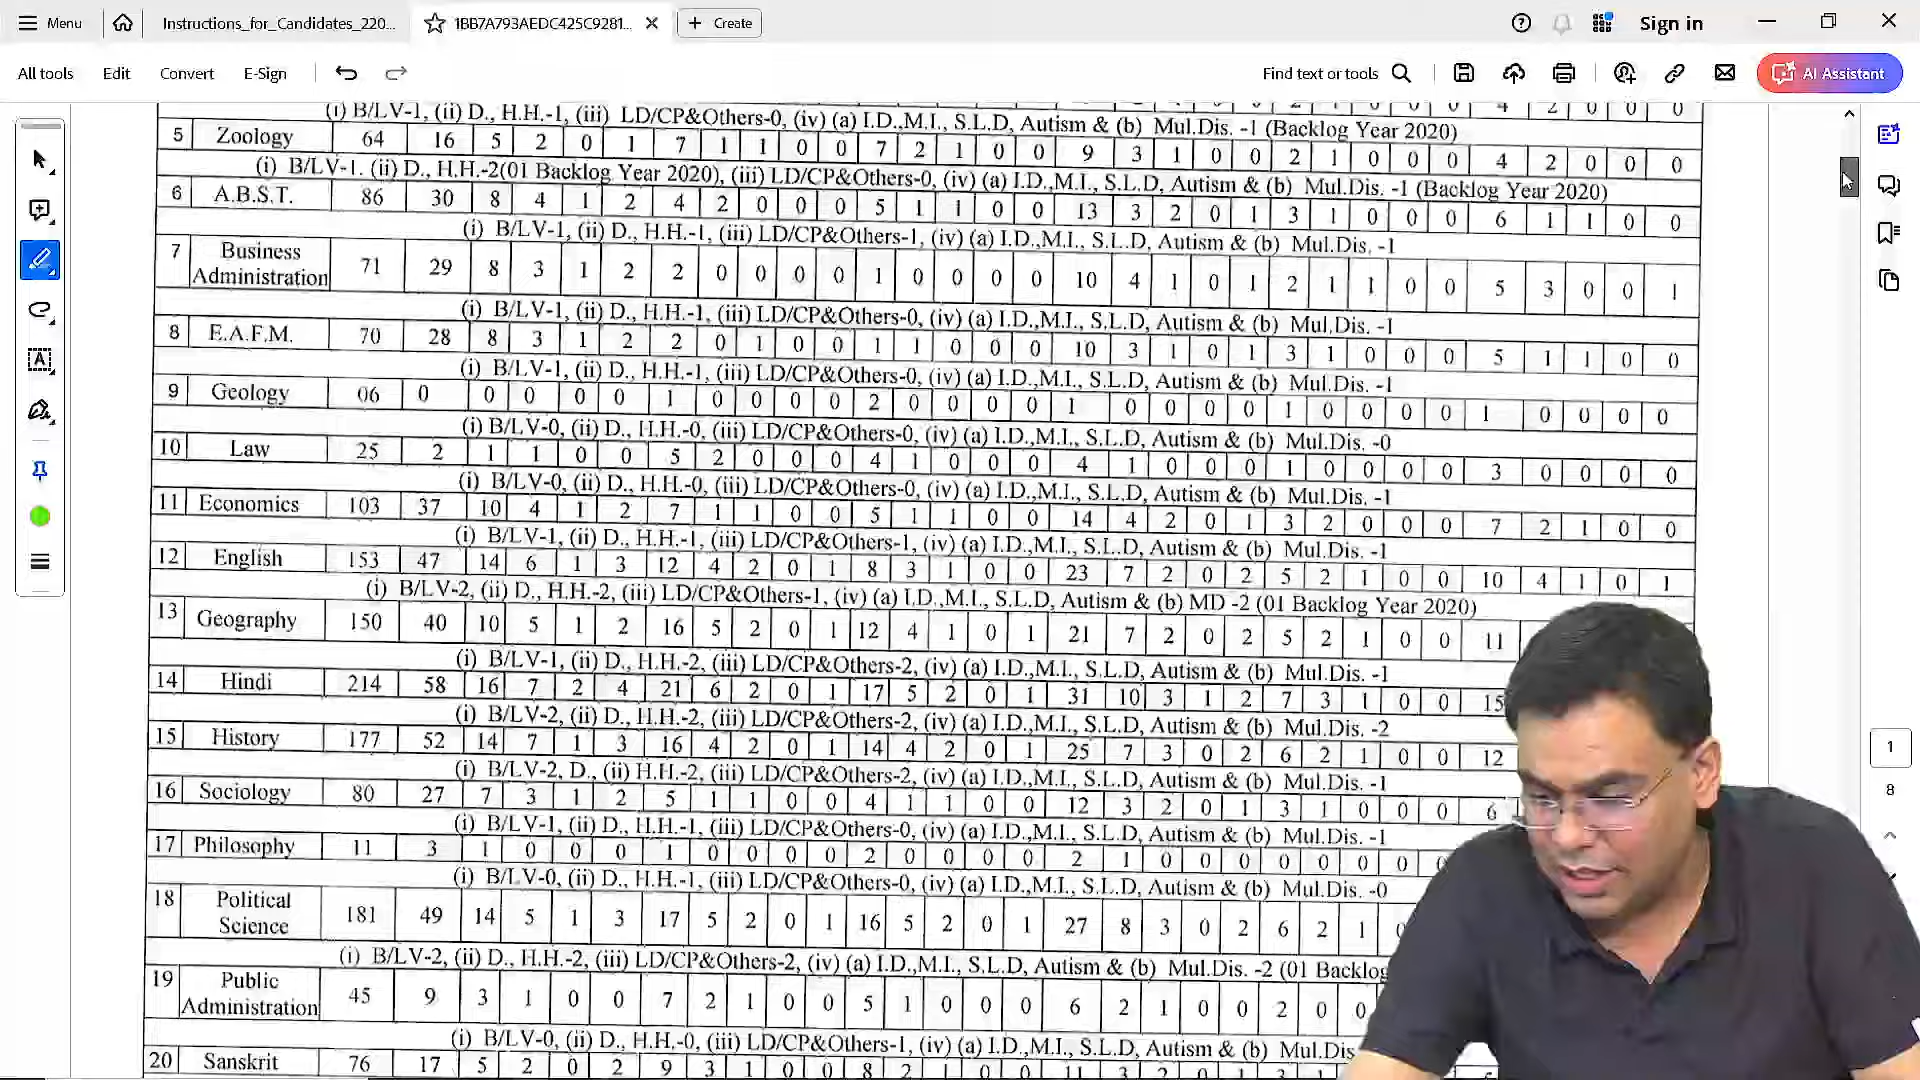 Menu Instructions_for_Candidates_220... 1BB7A793AEDC425C9281... Create Sign in
All tools Edit Convert E-Sign Find text or tools AI Assistant
(i) B/LV-1, (ii) D., H.H.-1, (iii) LD/CP&Others-0, (iv) (a) I.D.,M.I., S.L.D, Autism & (b) Mul.Dis. -1 (Backlog Year 2020)
5 Zoology 64 16 5 2 0 1 7 1 1 0 0 7 2 1 0 0 9 3 1 0 0 2 1 0 0 0 4 2 0 0 0
(i) B/LV-1. (ii) D., H.H.-2(01 Backlog Year 2020), (iii) LD/CP&Others-0, (iv) (a) I.D.,M.I., S.L.D, Autism & (b) Mul.Dis. -1 (Backlog Year 2020)
6 A.B.S.T. 86 30 8 4 1 2 4 2 0 0 0 5 1 1 0 0 13 3 2 0 1 3 1 0 0 0 6 1 1 0 0
(i) B/LV-1, (ii) D., H.H.-1, (iii) LD/CP&Others-1, (iv) (a) I.D.,M.I., S.L.D, Autism & (b) Mul.Dis. -1
7 Business Administration 71 29 8 3 1 2 2 0 0 0 0 1 0 0 0 0 10 4 1 0 1 2 1 1 0 0 5 3 0 0 1
(i) B/LV-1, (ii) D., H.H.-1, (iii) LD/CP&Others-0, (iv) (a) I.D.,M.I., S.L.D, Autism & (b) Mul.Dis. -1
8 E.A.F.M. 70 28 8 3 1 2 2 0 1 0 0 1 1 0 0 0 10 3 1 0 1 3 1 0 0 0 5 1 1 0 0
(i) B/LV-1, (ii) D., H.H.-1, (iii) LD/CP&Others-0, (iv) (a) I.D.,M.I., S.L.D, Autism & (b) Mul.Dis. -1
9 Geology 06 0 0 0 0 0 1 0 0 0 0 2 0 0 0 0 1 0 0 0 0 1 0 0 0 0 1 0 0 0 0
(i) B/LV-0, (ii) D., H.H.-0, (iii) LD/CP&Others-0, (iv) (a) I.D.,M.I., S.L.D, Autism & (b) Mul.Dis. -0
10 Law 25 2 1 1 0 0 5 2 0 0 0 4 1 0 0 0 4 1 0 0 0 1 0 0 0 0 3 0 0 0 0
(i) B/LV-0, (ii) D., H.H.-0, (iii) LD/CP&Others-0, (iv) (a) I.D.,M.I., S.L.D, Autism & (b) Mul.Dis. -1
11 Economics 103 37 10 4 1 2 7 1 1 0 0 5 1 1 0 0 14 4 2 0 1 3 2 0 0 0 7 2 1 0 0
(i) B/LV-1, (ii) D., H.H.-1, (iii) LD/CP&Others-1, (iv) (a) I.D.,M.I., S.L.D, Autism & (b) Mul.Dis. -1
12 English 153 47 14 6 1 3 12 4 2 0 1 8 3 1 0 0 23 7 2 0 2 5 2 1 0 0 10 4 1 0 1
(i) B/LV-2, (ii) D., H.H.-2, (iii) LD/CP&Others-1, (iv) (a) I.D.,M.I., S.L.D, Autism & (b) MD -2 (01 Backlog Year 2020)
13 Geography 150 40 10 5 1 2 16 5 2 0 1 12 4 1 0 1 21 7 2 0 2 5 2 1 0 0 11
(i) B/LV-1, (ii) D., H.H.-2, (iii) LD/CP&Others-2, (iv) (a) I.D.,M.I., S.L.D, Autism & (b) Mul.Dis. -1
14 Hindi 214 58 16 7 2 4 21 6 2 0 1 17 5 2 0 1 31 10 3 1 2 7 3 1 0 0 15
(i) B/LV-2, (ii) D., H.H.-2, (iii) LD/CP&Others-2, (iv) (a) I.D.,M.I., S.L.D, Autism & (b) Mul.Dis. -2
15 History 177 52 14 7 1 3 16 4 2 0 1 14 4 2 0 1 25 7 3 0 2 6 2 1 0 0 12
(i) B/LV-2, D., (ii) H.H.-2, (iii) LD/CP&Others-2, (iv) (a) I.D.,M.I., S.L.D, Autism & (b) Mul.Dis. -1
16 Sociology 80 27 7 3 1 2 5 1 1 0 0 4 1 1 0 0 12 3 2 0 1 3 1 0 0 0 6
(i) B/LV-1, (ii) D., H.H.-1, (iii) LD/CP&Others-0, (iv) (a) I.D.,M.I., S.L.D, Autism & (b) Mul.Dis. -1
17 Philosophy 11 3 1 0 0 0 1 0 0 0 0 2 0 0 0 0 2 1 0 0 0 0 0 0 0
(i) B/LV-0, (ii) D., H.H.-1, (iii) LD/CP&Others-0, (iv) (a) I.D.,M.I., S.L.D, Autism & (b) Mul.Dis. -0
18 Political Science 181 49 14 5 1 3 17 5 2 0 1 16 5 2 0 1 27 8 3 0 2 6 2 1
(i) B/LV-2, (ii) D., H.H.-2, (iii) LD/CP&Others-2, (iv) (a) I.D.,M.I., S.L.D, Autism & (b) Mul.Dis. -2 (01 Backlog
19 Public Administration 45 9 3 1 0 0 7 2 1 0 0 5 1 0 0 0 6 2 1 0 0 2 0 0
(i) B/LV-0, (ii) D., H.H.-0, (iii) LD/CP&Others-1, (iv) (a) I.D.,M.I., S.L.D, Autism & (b) Mul.Dis
20 Sanskrit 76 17 5 2 0 2 9 3 1 0 0 8 2 1 0 0 11
1
8